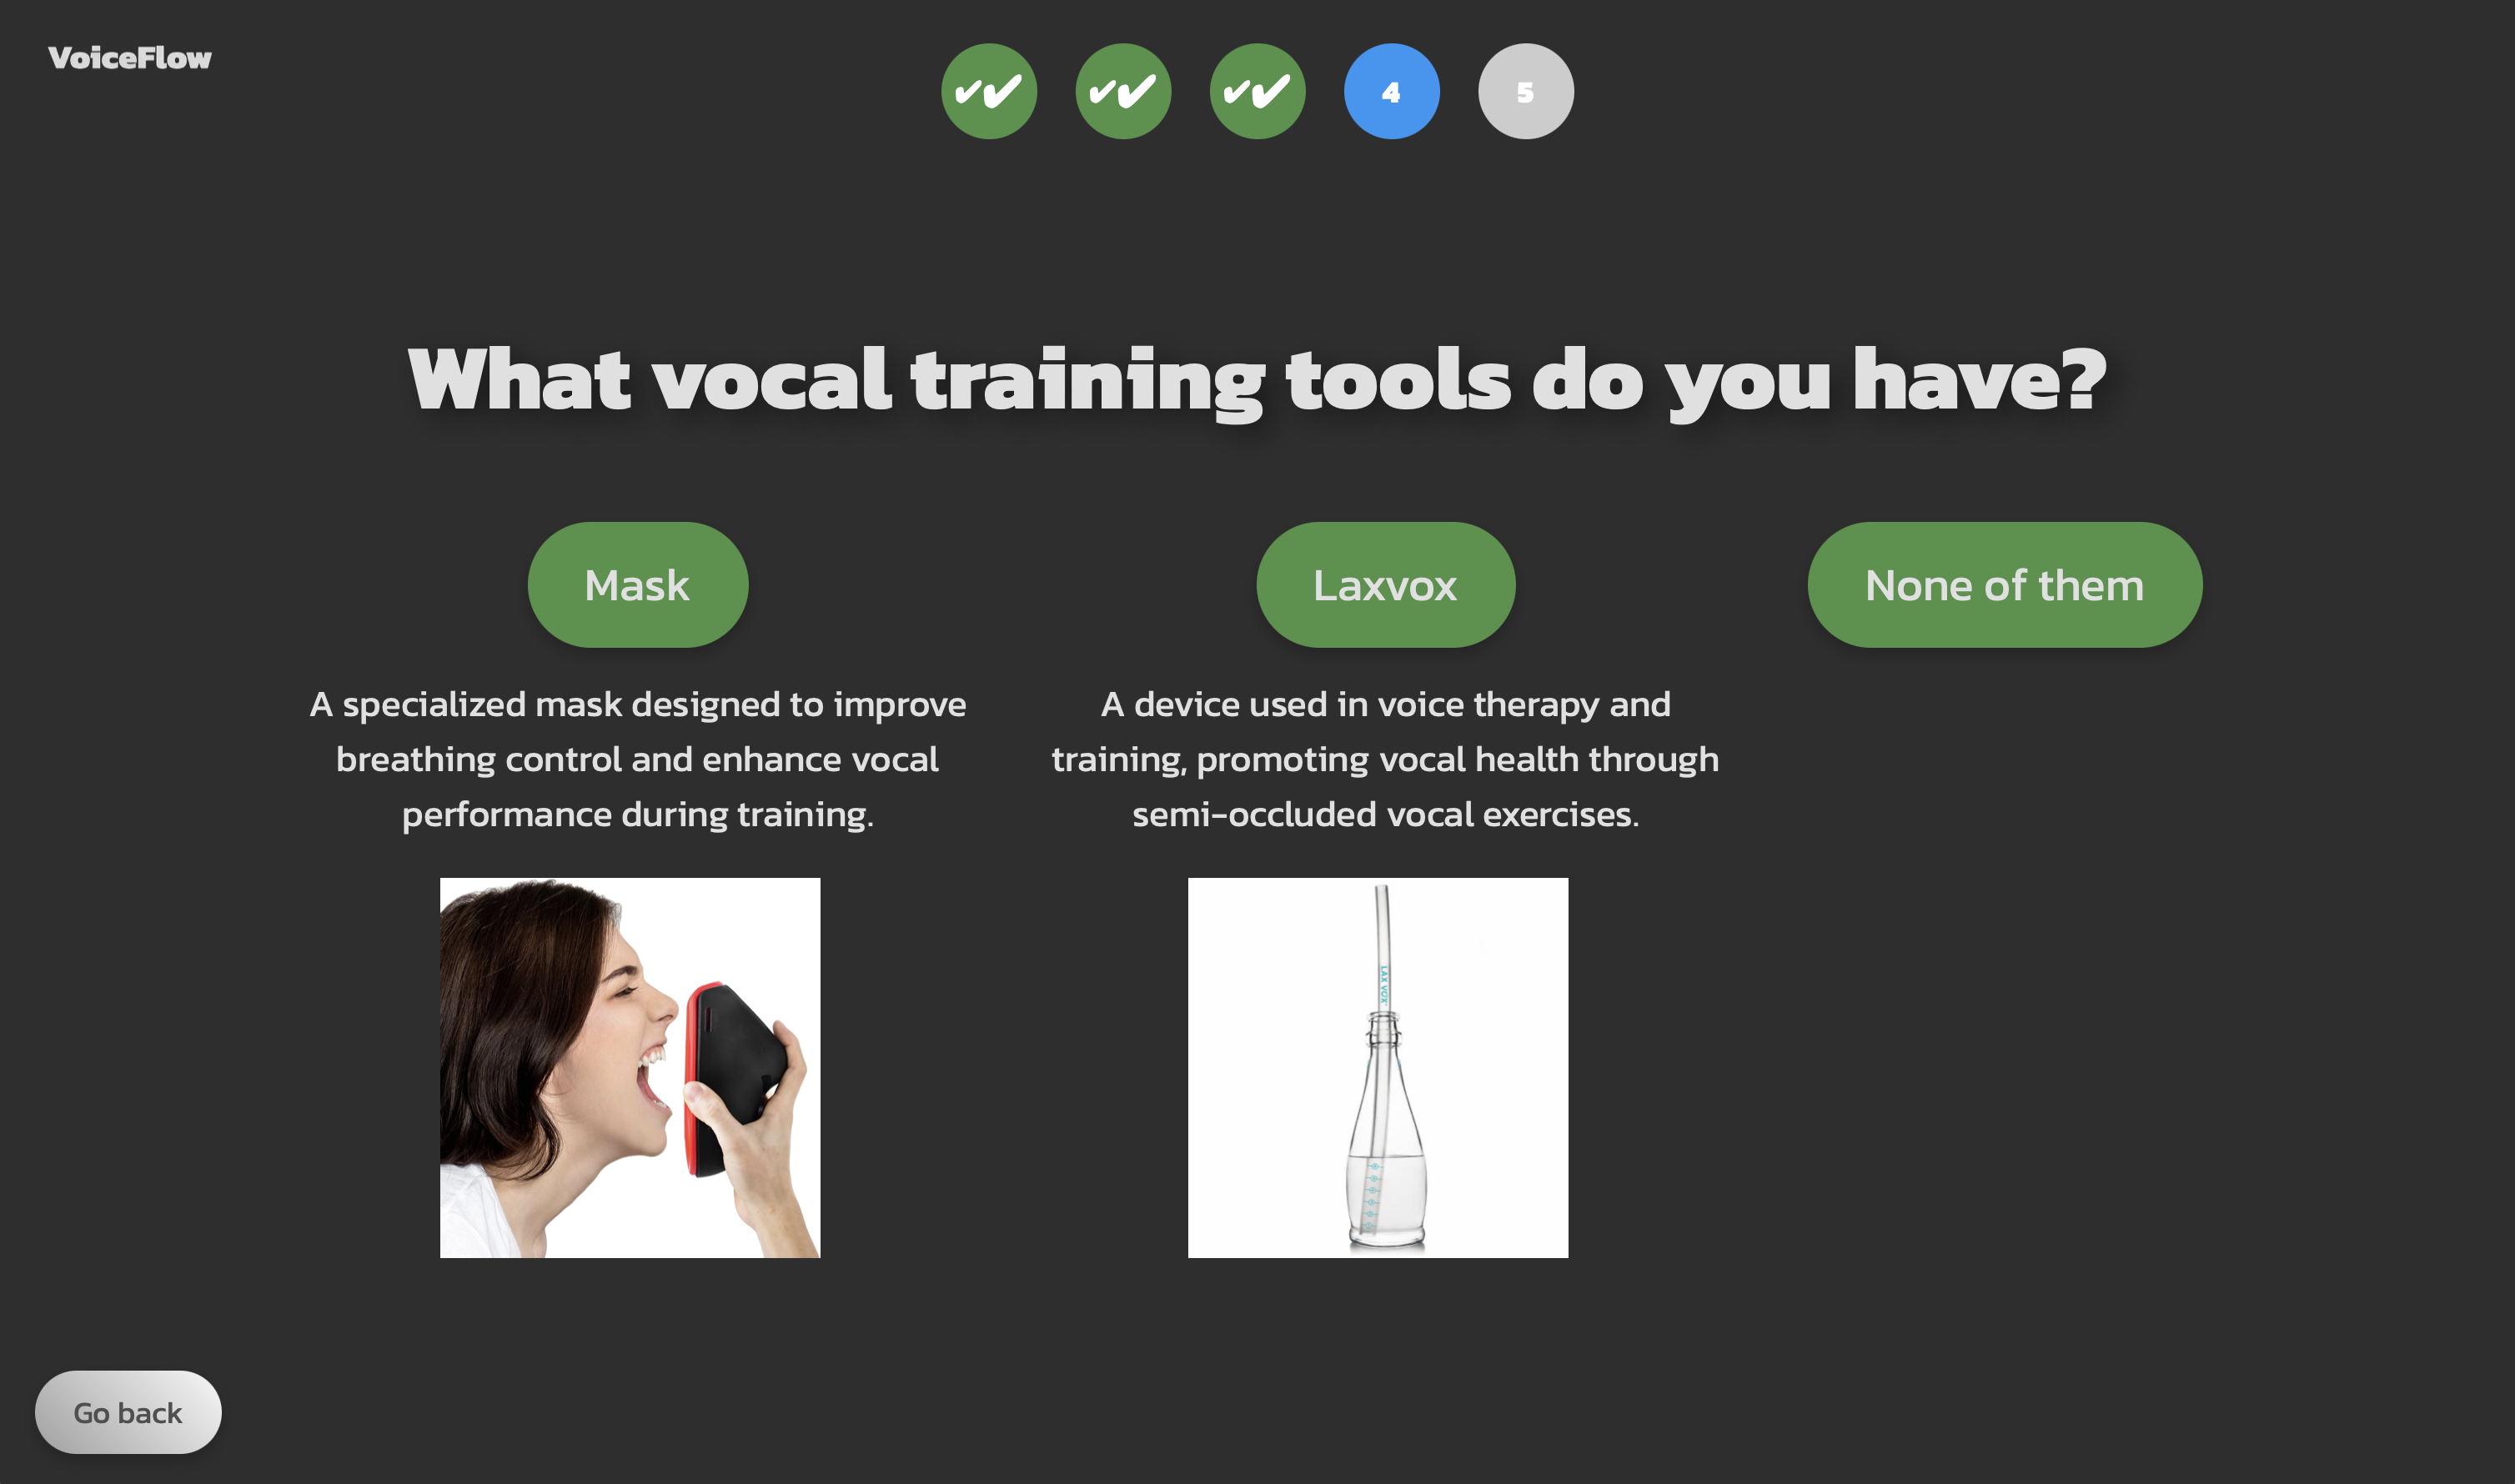 VoiceFlow
✔✔ ✔✔ ✔✔ 4 5
What vocal training tools do you have?
Mask
A specialized mask designed to improve
breathing control and enhance vocal
performance during training.
Laxvox
A device used in voice therapy and
training, promoting vocal health through
semi-occluded vocal exercises.
LAX VOX
None of them
Go back